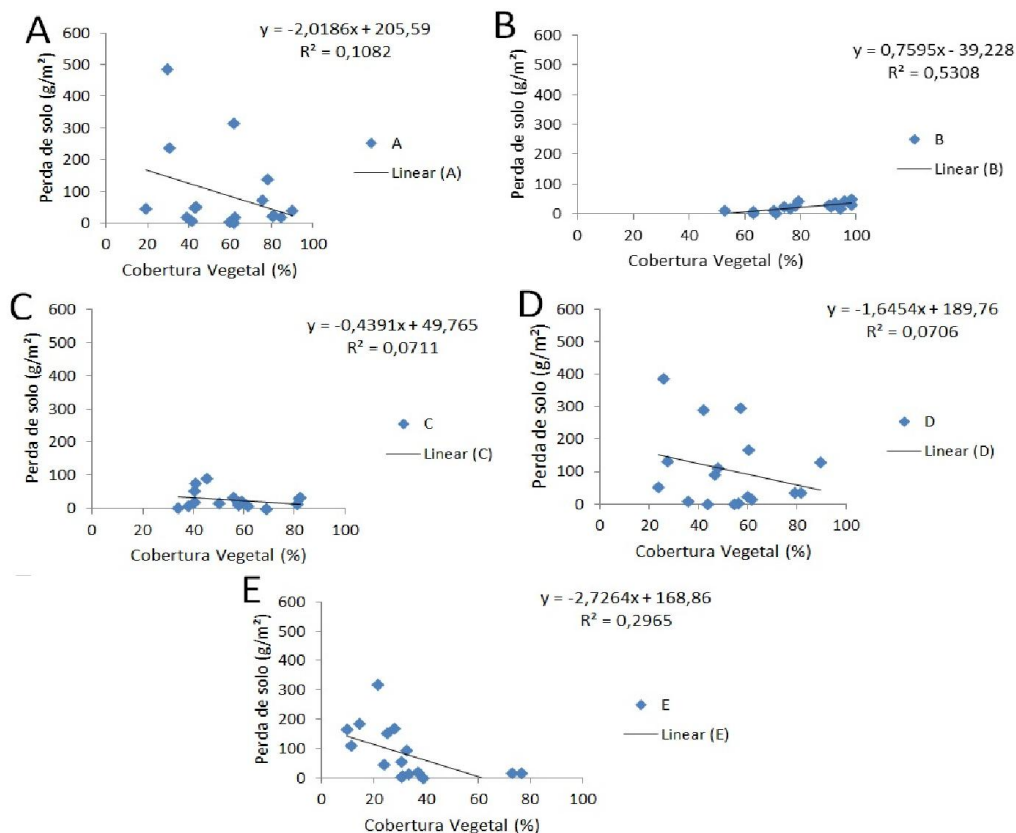 A
y = -2,0186x + 205,59
R² = 0,1082
Perda de solo (g/m²)
600
500
400
300
200
100
0
A
Linear (A)
0 20 40 60 80 100
Cobertura Vegetal (%)
B
y = 0,7595x - 39,228
R² = 0,5308
Perda de solo (g/m²)
600
500
400
300
200
100
0
B
Linear (B)
0 20 40 60 80 100
Cobertura Vegetal (%)
C
y = -0,4391x + 49,765
R² = 0,0711
Perda de solo (g/m²)
600
500
400
300
200
100
0
C
Linear (C)
0 20 40 60 80 100
Cobertura Vegetal (%)
D
y = -1,6454x + 189,76
R² = 0,0706
Perda de solo (g/m²)
600
500
400
300
200
100
0
D
Linear (D)
0 20 40 60 80 100
Cobertura Vegetal (%)
E
y = -2,7264x + 168,86
R² = 0,2965
Perda de solo (g/m²)
600
500
400
300
200
100
0
E
Linear (E)
0 20 40 60 80 100
Cobertura Vegetal (%)